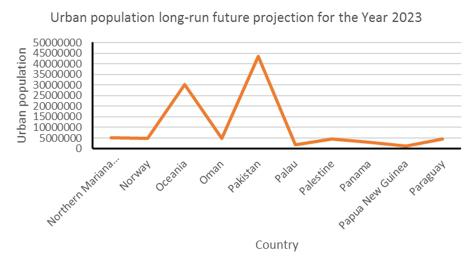 Urban population long-run future projection for the Year 2023
Urban population
50000000
45000000
40000000
35000000
30000000
25000000
20000000
15000000
10000000
5000000
0
Northern Mariana...
Norway
Oceania
Oman
Pakistan
Palau
Palestine
Panama
Papua New Guinea
Paraguay
Country